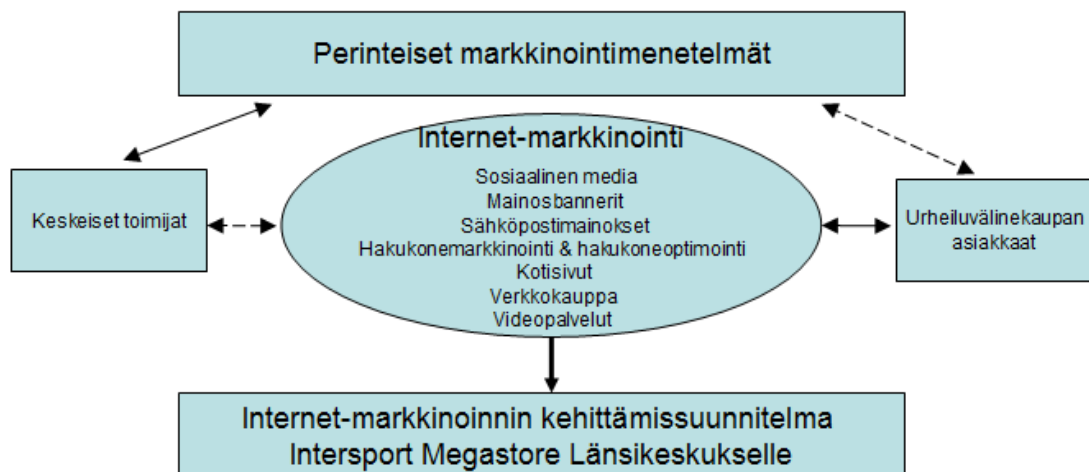 Perinteiset markkinointimenetelmät
Internet-markkinointi
Sosiaalinen media
Mainosbannerit
Sähköpostimainokset
Hakukonemarkkinointi & hakukoneoptimointi
Kotisivut
Verkkokauppa
Videopalvelut
Keskeiset toimijat
Urheiluvälinekaupan
asiakkaat
Internet-markkinoinnin kehittämissuunnitelma
Intersport Megastore Länsikeskukselle